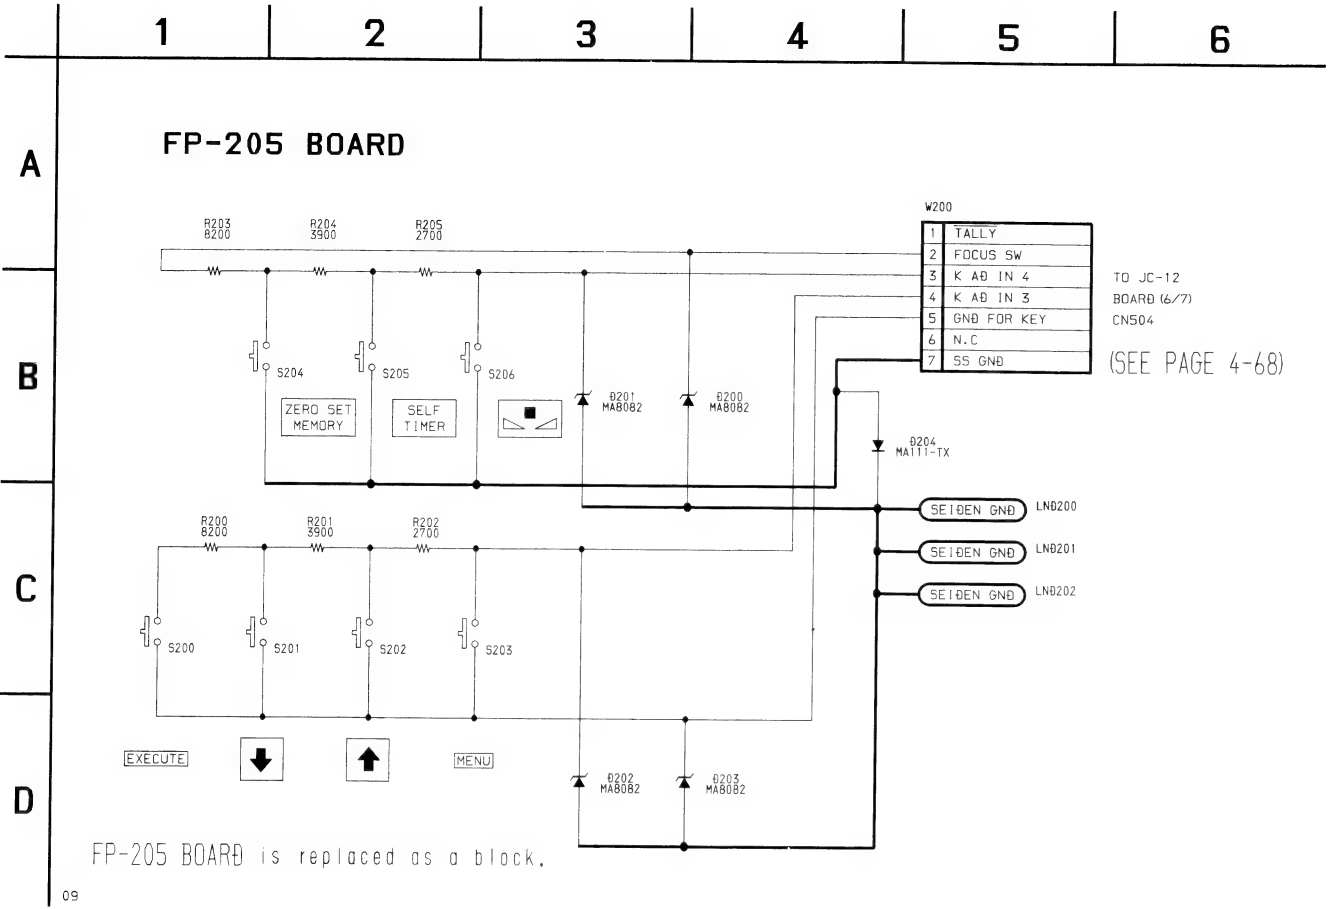 1 2 3 4 5 6
A
FP-205 BOARD
W200
R203 R204 R205
8200 3900 2700
1 TALLY
2 FOCUS SW
3 K AD IN 4 TO JC-12
4 K AD IN 3 BOARD (6/7)
5 GND FOR KEY CN504
6 N.C
7 SS GND (SEE PAGE 4-68)
B
S204 S205 S206
D201 D200
MA8082 MA8082
ZERO SET SELF
MEMORY TIMER
D204
MA111-TX
SEIDEN GND LND200
SEIDEN GND LND201
SEIDEN GND LND202
R200 R201 R202
8200 3900 2700
C
S200 S201 S202 S203
EXECUTE MENU
D202 D203
MA8082 MA8082
D
FP-205 BOARD is replaced as a block.
09